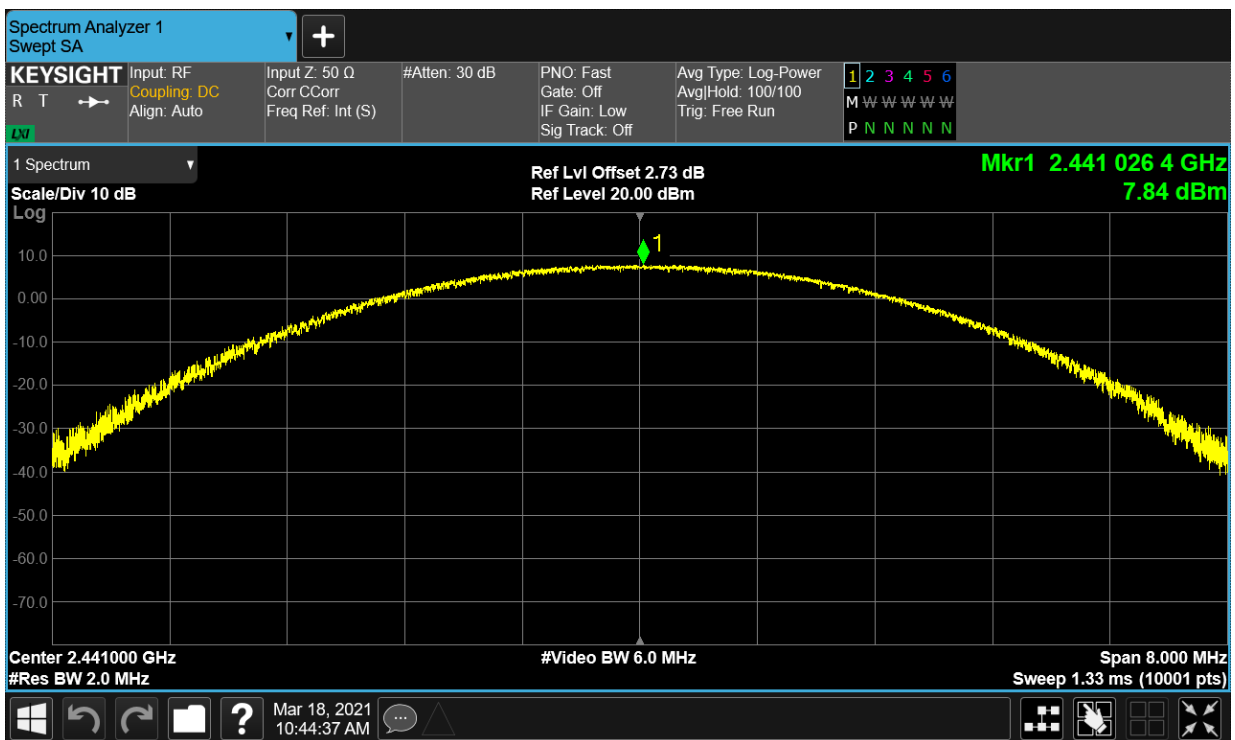 Spectrum Analyzer 1
Swept SA
+
KEYSIGHT
R T
LXI
Input: RF
Coupling: DC
Align: Auto
Input Z: 50 Ω
Corr CCorr
Freq Ref: Int (S)
#Atten: 30 dB
PNO: Fast
Gate: Off
IF Gain: Low
Sig Track: Off
Avg Type: Log-Power
Avg|Hold: 100/100
Trig: Free Run
1 2 3 4 5 6
M W W W W W
P N N N N N
1 Spectrum
Scale/Div 10 dB
Log
Ref Lvl Offset 2.73 dB
Ref Level 20.00 dBm
Mkr1 2.441 026 4 GHz
7.84 dBm
1
10.0
0.00
-10.0
-20.0
-30.0
-40.0
-50.0
-60.0
-70.0
Center 2.441000 GHz
#Res BW 2.0 MHz
#Video BW 6.0 MHz
Span 8.000 MHz
Sweep 1.33 ms (10001 pts)
?
Mar 18, 2021
10:44:37 AM